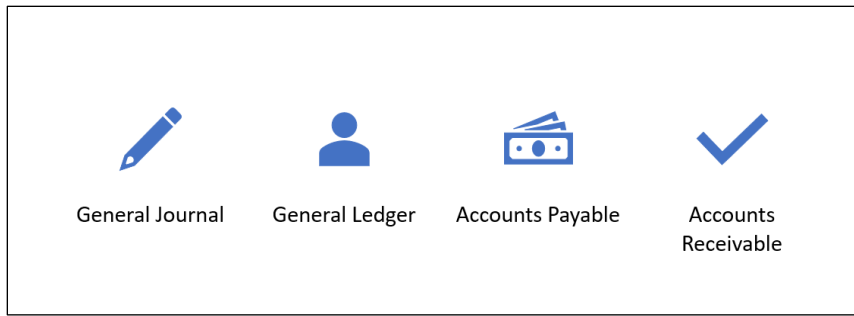 General Journal
General Ledger
Accounts Payable
Accounts
Receivable